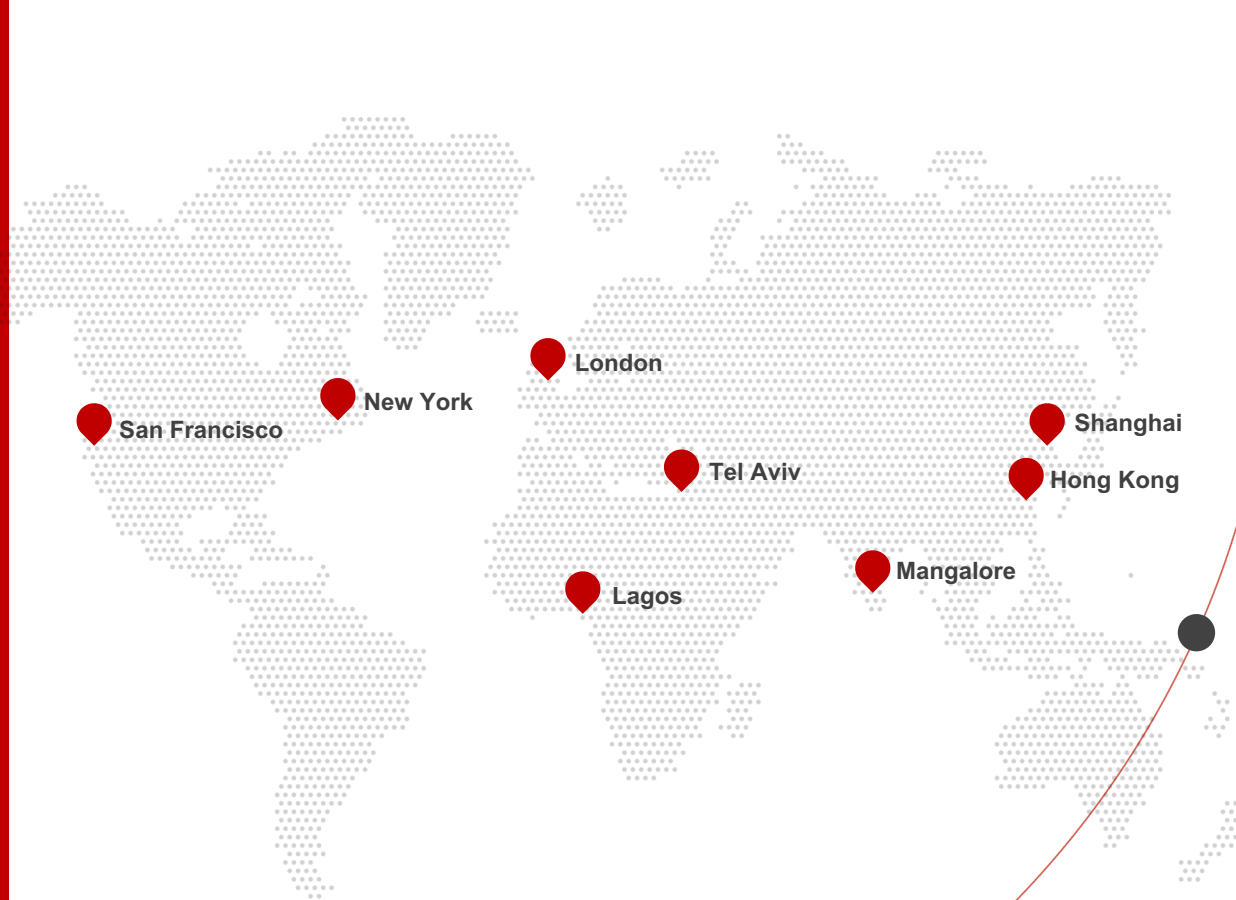 London
New York
San Francisco
Shanghai
Tel Aviv
Hong Kong
Mangalore
Lagos